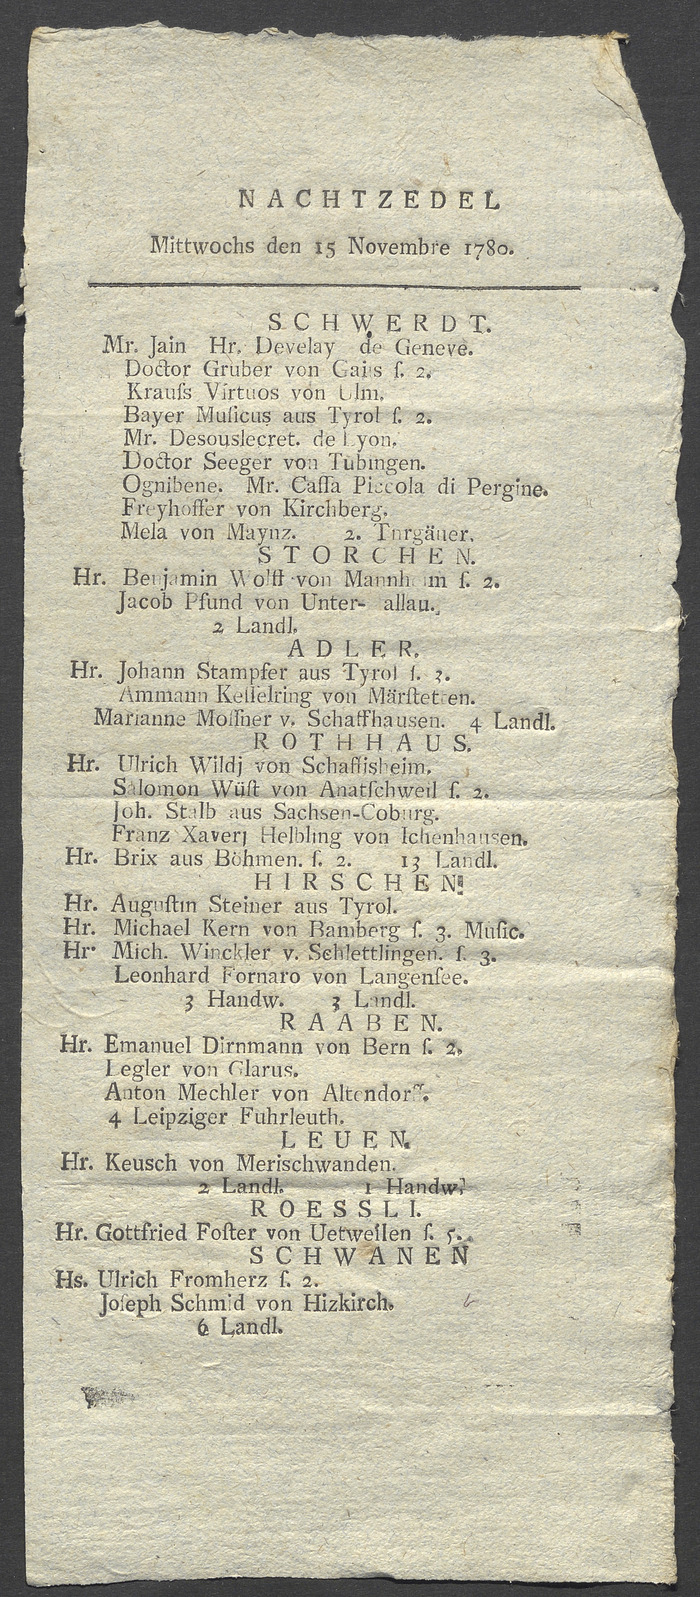 NACHTZEDEL
Mittwochs den 15 Novembre 1780.
SCHWERDT.
Mr. Jain Hr. Develay de Geneve.
Doctor Gruber von Gais ſ. 2.
Krauſs Virtuos von Ulm.
Bayer Muſicus aus Tyrol ſ. 2.
Mr. Desouslecret. de Lyon.
Doctor Seeger von Tubingen.
Ognibene. Mr. Caſſa Piccola di Pergine.
Freyhoffer von Kirchberg.
Mela von Maynz. 2. Turgäuer.
STORCHEN.
Hr. Benjamin Wolff von Mannheim ſ. 2.
Jacob Pfund von Unter- allau.
2 Landl.
ADLER.
Hr. Johann Stampfer aus Tyrol ſ. 3.
Ammann Keſſelring von Märſtetten.
Marianne Moſſner v. Schaffhausen. 4 Landl.
ROTHHAUS.
Hr. Ulrich Wildj von Schaffisheim.
Salomon Wüſt von Anatſchweil ſ. 2.
Joh. Stalb aus Sachsen-Coburg.
Franz Xaverj Helbling von Ichenhausen.
Hr. Brix aus Böhmen. ſ. 2. 13 Landl.
HIRSCHEN
Hr. Auguſtin Steiner aus Tyrol.
Hr. Michael Kern von Bamberg ſ. 3. Muſic.
Hr. Mich. Winckler v. Schlettlingen. ſ. 3.
Leonhard Fornaro von Langenſee.
3 Handw. 3 Landl.
RAABEN.
Hr. Emanuel Dirnmann von Bern ſ. 2.
Legler von Glarus.
Anton Mechler von Altendorff.
4 Leipziger Fuhrleuth.
LEUEN.
Hr. Keusch von Merischwanden.
2 Landl. 1 Handw.
ROESSLI.
Hr. Gottfried Foſter von Uetweilen ſ. 5.
SCHWANEN
Hs. Ulrich Fromherz ſ. 2.
Joſeph Schmid von Hizkirch.
6 Landl.